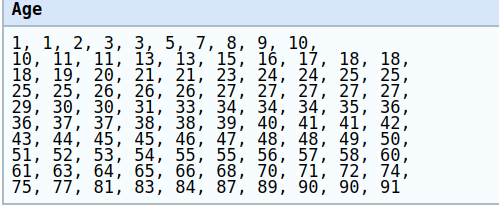 Age
1, 1, 2, 3, 3, 5, 7, 8, 9, 10,
10, 11, 11, 13, 13, 15, 16, 17, 18, 18,
18, 19, 20, 21, 21, 23, 24, 24, 25, 25,
25, 25, 26, 26, 26, 27, 27, 27, 27, 27,
29, 30, 30, 31, 33, 34, 34, 34, 35, 36,
36, 37, 37, 38, 38, 39, 40, 41, 41, 42,
43, 44, 45, 45, 46, 47, 48, 48, 49, 50,
51, 52, 53, 54, 55, 55, 56, 57, 58, 60,
61, 63, 64, 65, 66, 68, 70, 71, 72, 74,
75, 77, 81, 83, 84, 87, 89, 90, 90, 91